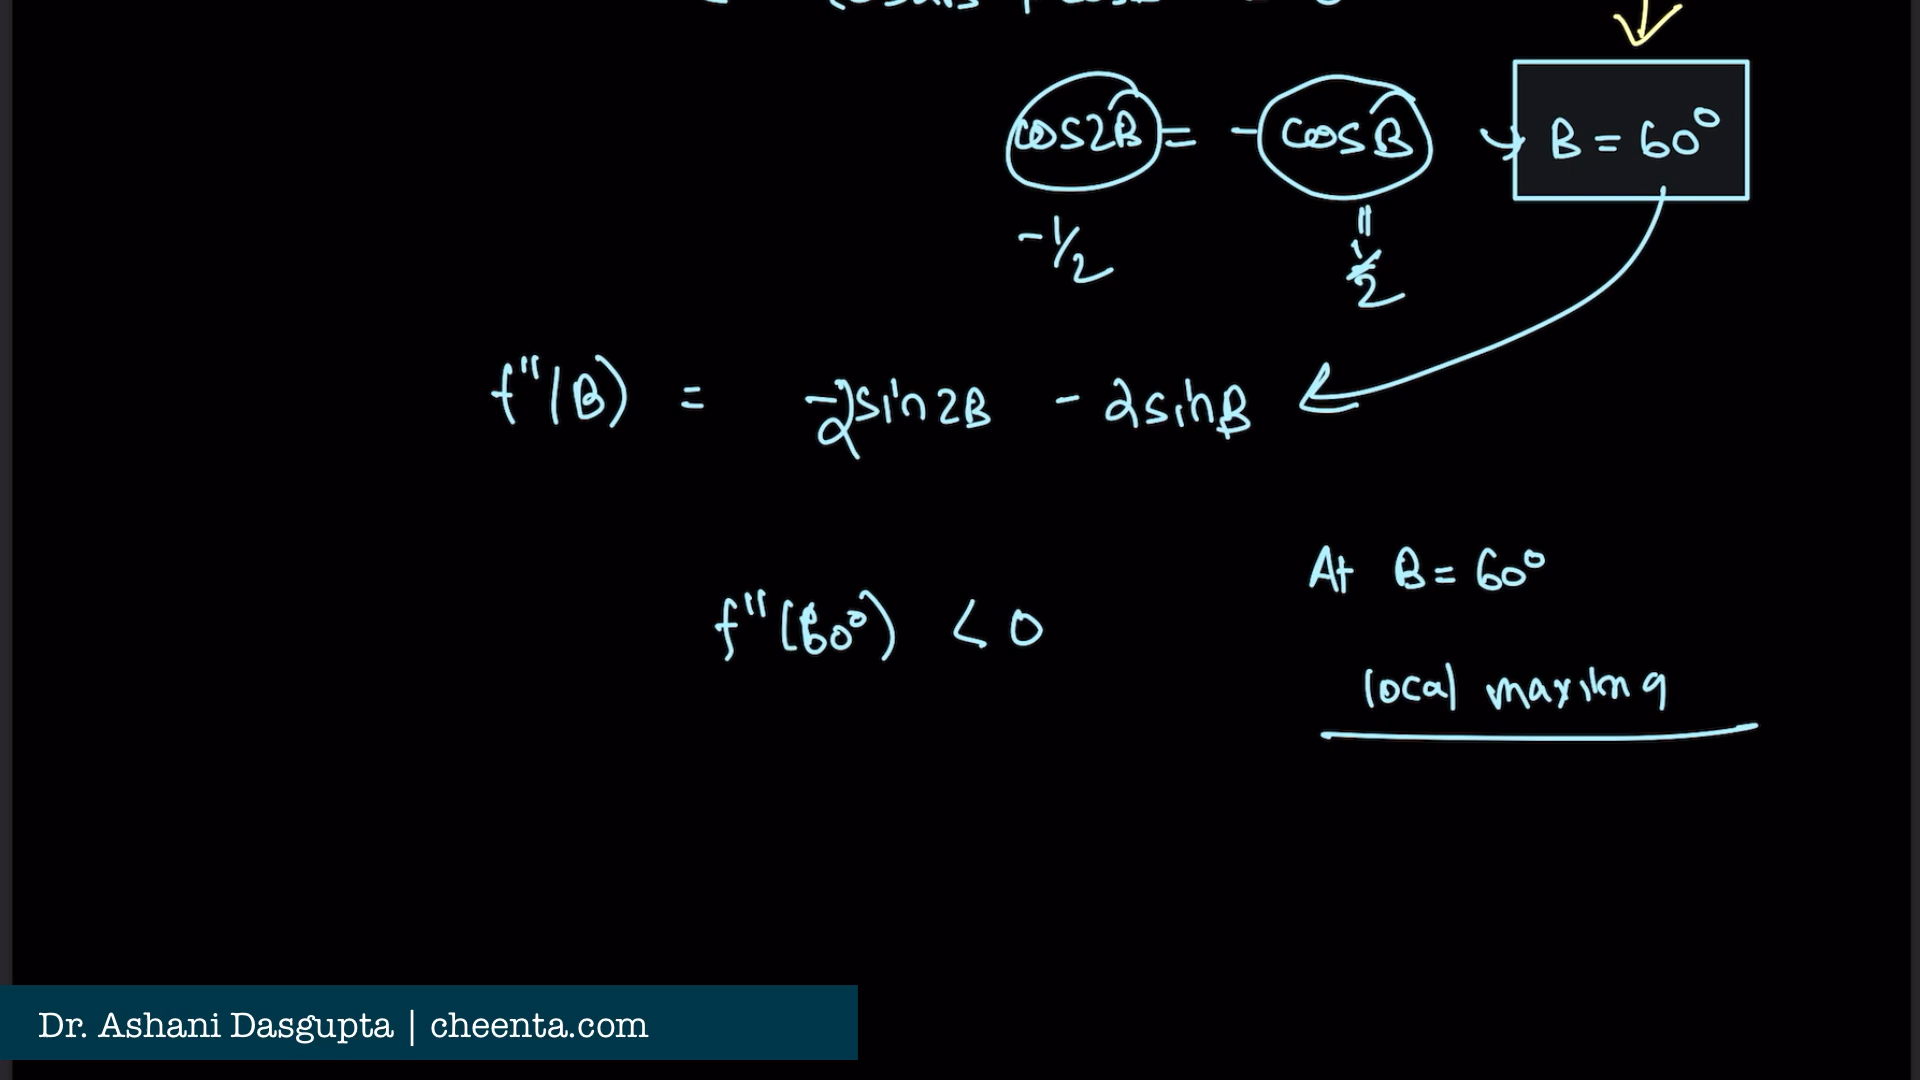 cos2B = - cosB → B = 60°
-1/2 || 1/2
f''(B) = -2sin2B - 2sinB
At B = 60°
f''(60°) < 0
local maxima
Dr. Ashani Dasgupta | cheenta.com